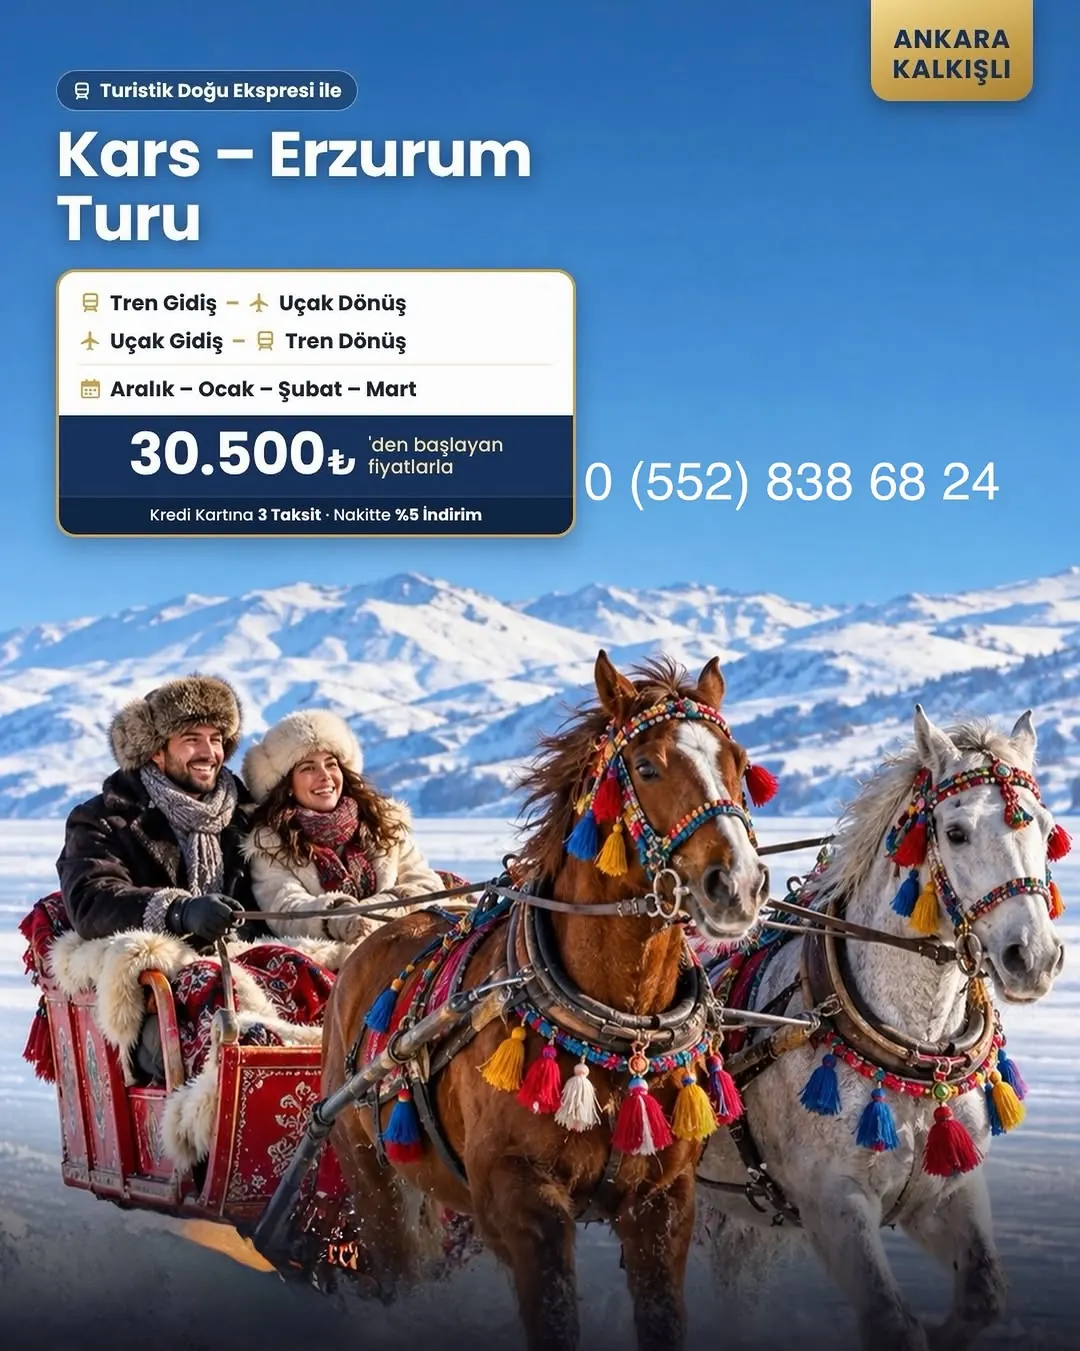 ANKARA
KALKIŞLI
Turistik Doğu Ekspresi ile
Kars – Erzurum
Turu
Tren Gidiş – Uçak Dönüş
Uçak Gidiş – Tren Dönüş
Aralık – Ocak – Şubat – Mart
30.500₺ 'den başlayan
fiyatlarla
Kredi Kartına 3 Taksit · Nakitte %5 İndirim
0 (552) 838 68 24